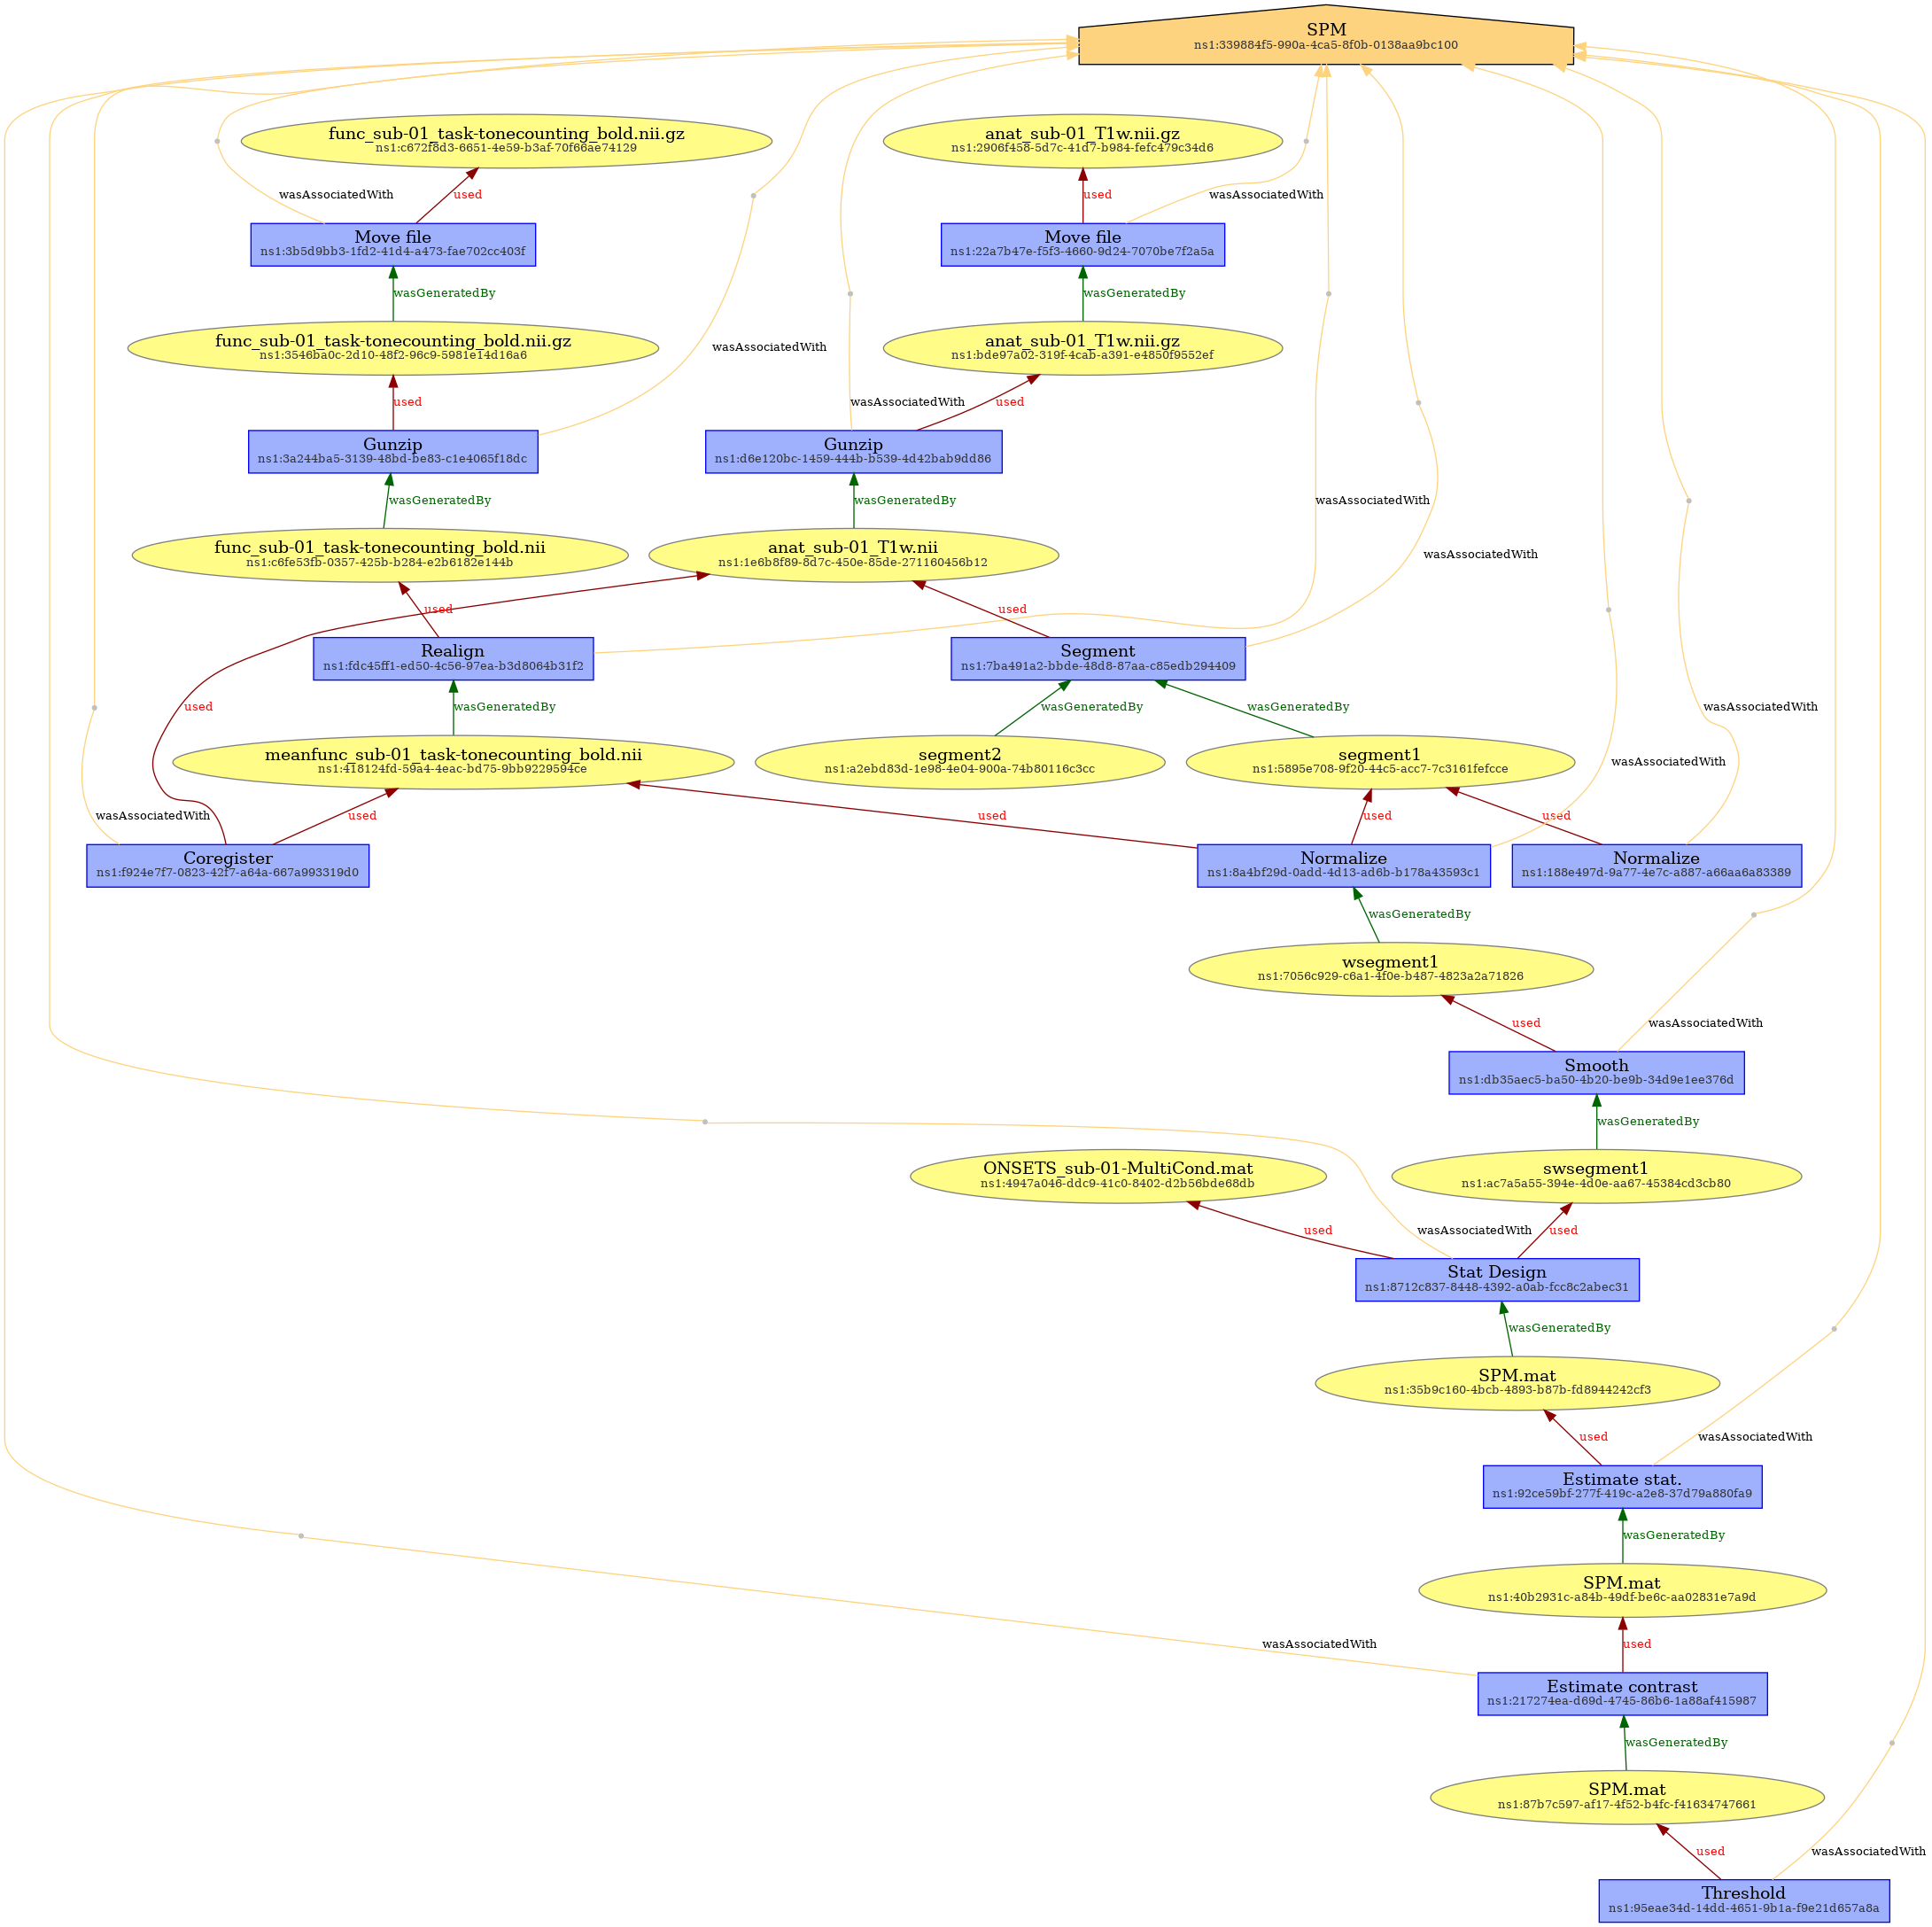 SPM
ns1:339884f5-990a-4ca5-8f0b-0138aa9bc100
func_sub-01_task-tonecounting_bold.nii.gz
ns1:c672f8d3-6651-4e59-b3af-70f66ae74129
anat_sub-01_T1w.nii.gz
ns1:2906f458-5d7c-41d7-b984-fefc479c34d6
wasAssociatedWith
used
used
wasAssociatedWith
Move file
ns1:3b5d9bb3-1fd2-41d4-a473-fae702cc403f
Move file
ns1:22a7b47e-f5f3-4660-9d24-7070be7f2a5a
wasGeneratedBy
wasGeneratedBy
func_sub-01_task-tonecounting_bold.nii.gz
ns1:3546ba0c-2d10-48f2-96c9-5981e14d16a6
wasAssociatedWith
anat_sub-01_T1w.nii.gz
ns1:bde97a02-319f-4cab-a391-e4850f9552ef
used
wasAssociatedWith
used
Gunzip
ns1:3a244ba5-3139-48bd-be83-c1e4065f18dc
Gunzip
ns1:d6e120bc-1459-444b-b539-4d42bab9dd86
wasGeneratedBy
wasGeneratedBy
wasAssociatedWith
func_sub-01_task-tonecounting_bold.nii
ns1:c6fe53fb-0357-425b-b284-e2b6182e144b
anat_sub-01_T1w.nii
ns1:1e6b8f89-8d7c-450e-85de-271160456b12
wasAssociatedWith
used
used
Realign
ns1:fdc45ff1-ed50-4c56-97ea-b3d8064b31f2
Segment
ns1:7ba491a2-bbde-48d8-87aa-c85edb294409
used
wasGeneratedBy
wasGeneratedBy
wasGeneratedBy
wasAssociatedWith
meanfunc_sub-01_task-tonecounting_bold.nii
ns1:418124fd-59a4-4eac-bd75-9bb9229594ce
segment2
ns1:a2ebd83d-1e98-4e04-900a-74b80116c3cc
segment1
ns1:5895e708-9f20-44c5-acc7-7c3161fefcce
wasAssociatedWith
wasAssociatedWith
used
used
used
used
Coregister
ns1:f924e7f7-0823-42f7-a64a-667a993319d0
Normalize
ns1:8a4bf29d-0add-4d13-ad6b-b178a43593c1
Normalize
ns1:188e497d-9a77-4e7c-a887-a66aa6a83389
wasGeneratedBy
wsegment1
ns1:7056c929-c6a1-4f0e-b487-4823a2a71826
used
wasAssociatedWith
Smooth
ns1:db35aec5-ba50-4b20-be9b-34d9e1ee376d
wasGeneratedBy
ONSETS_sub-01-MultiCond.mat
ns1:4947a046-ddc9-41c0-8402-d2b56bde68db
swsegment1
ns1:ac7a5a55-394e-4d0e-aa67-45384cd3cb80
used
wasAssociatedWith
used
Stat Design
ns1:8712c837-8448-4392-a0ab-fcc8c2abec31
wasGeneratedBy
SPM.mat
ns1:35b9c160-4bcb-4893-b87b-fd8944242cf3
used
wasAssociatedWith
Estimate stat.
ns1:92ce59bf-277f-419c-a2e8-37d79a880fa9
wasGeneratedBy
SPM.mat
ns1:40b2931c-a84b-49df-be6c-aa02831e7a9d
wasAssociatedWith
used
Estimate contrast
ns1:217274ea-d69d-4745-86b6-1a88af415987
wasGeneratedBy
SPM.mat
ns1:87b7c597-af17-4f52-b4fc-f41634747661
used
wasAssociatedWith
Threshold
ns1:95eae34d-14dd-4651-9b1a-f9e21d657a8a